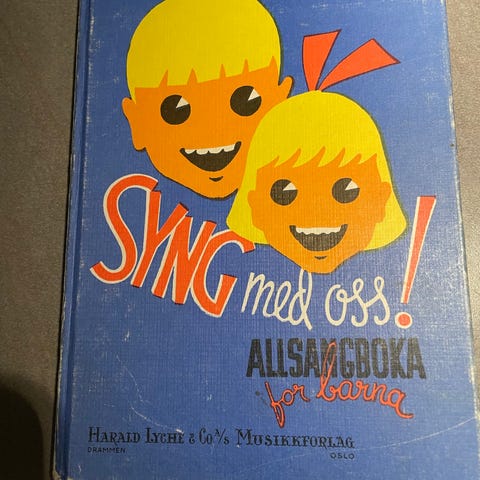 SYNG med oss!
ALLSANGBOKA
for barna
HARALD LYCHE & CO A/S MUSIKKFORLAG
DRAMMEN OSLO